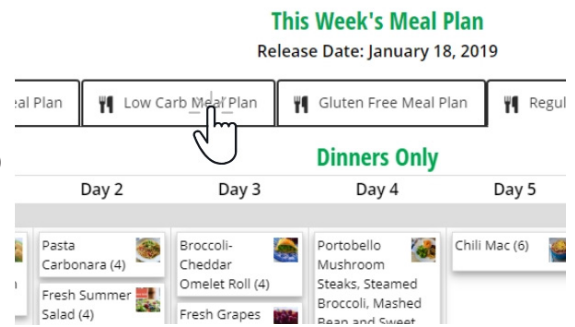 This Week's Meal Plan
Release Date: January 18, 2019
Plan
Low Carb Meal Plan
Gluten Free Meal Plan
Dinners Only
Day 2
Day 3
Day 4
Day 5
Pasta
Carbonara (4)
Fresh Summer
Salad (4)
Broccoli-
Cheddar
Omelet Roll (4)
Fresh Grapes
Portobello
Mushroom
Steaks, Steamed
Broccoli, Mashed
Bean and Sweet
Chili Mac (6)